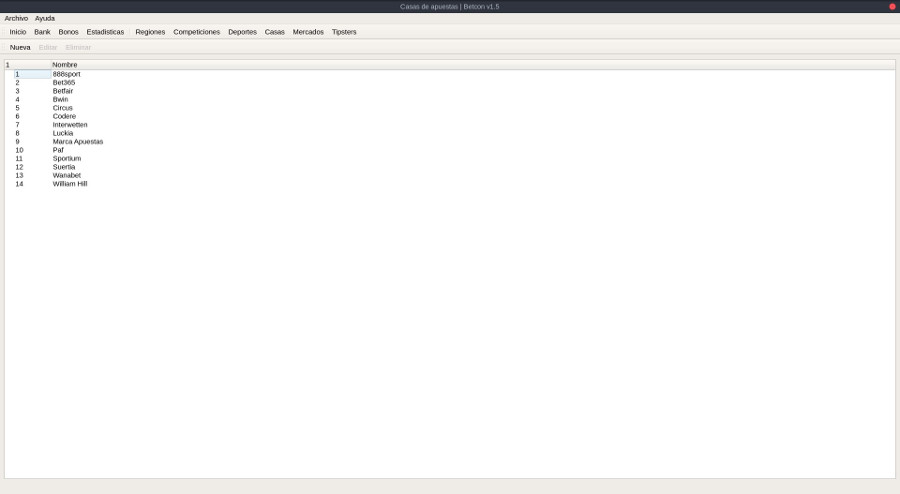 Casas de apuestas | Betcon v1.5
Archivo Ayuda
Inicio Bank Bonos Estadisticas Regiones Competiciones Deportes Casas Mercados Tipsters
Nueva Editar Eliminar
1 Nombre
1 888sport
2 Bet365
3 Betfair
4 Bwin
5 Circus
6 Codere
7 Interwetten
8 Luckia
9 Marca Apuestas
10 Paf
11 Sportium
12 Suertia
13 Wanabet
14 William Hill